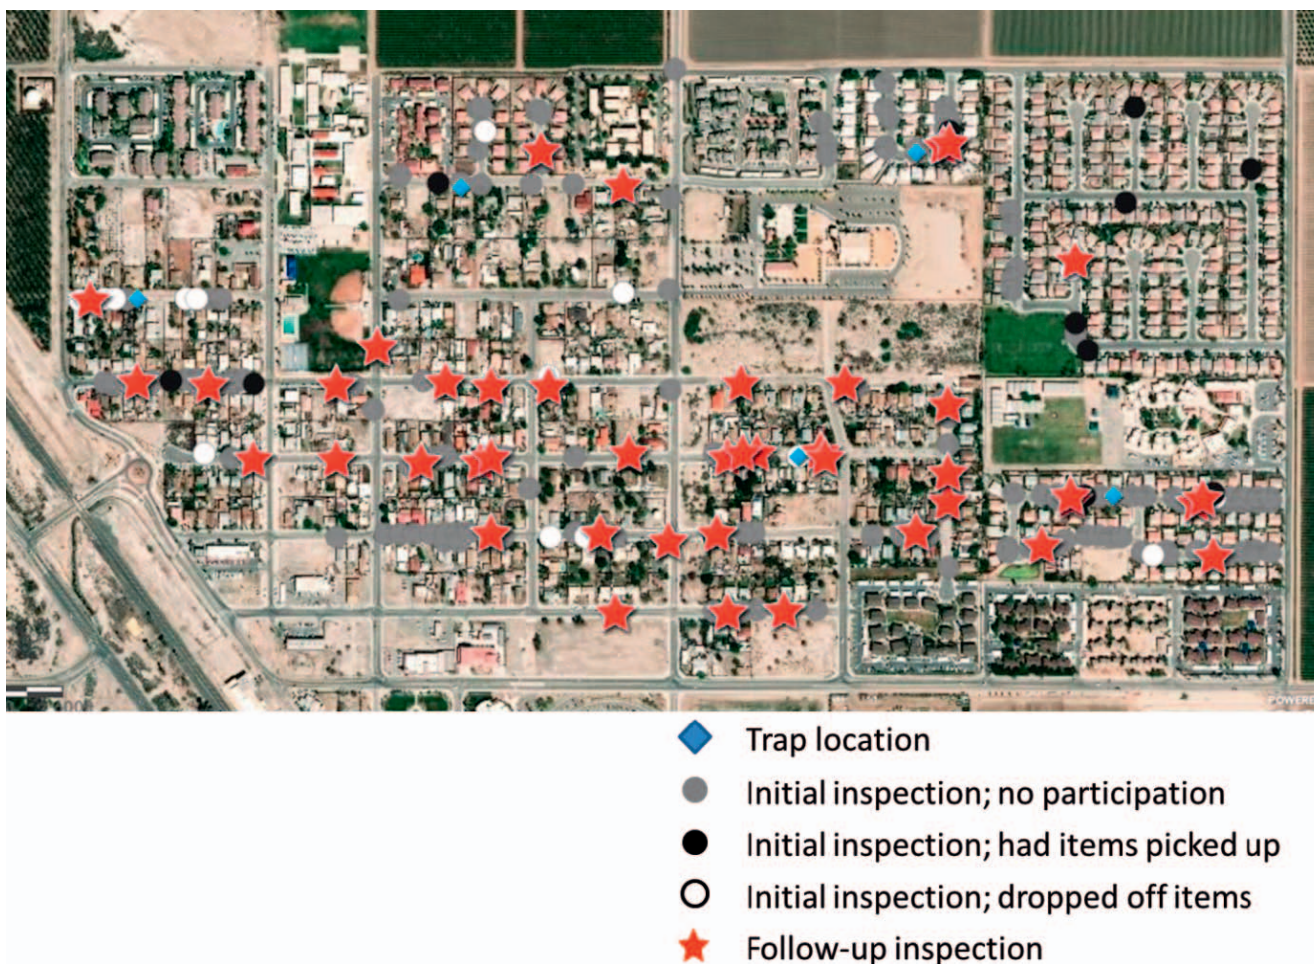 POWERE
Trap location
Initial inspection; no participation
Initial inspection; had items picked up
Initial inspection; dropped off items
Follow-up inspection